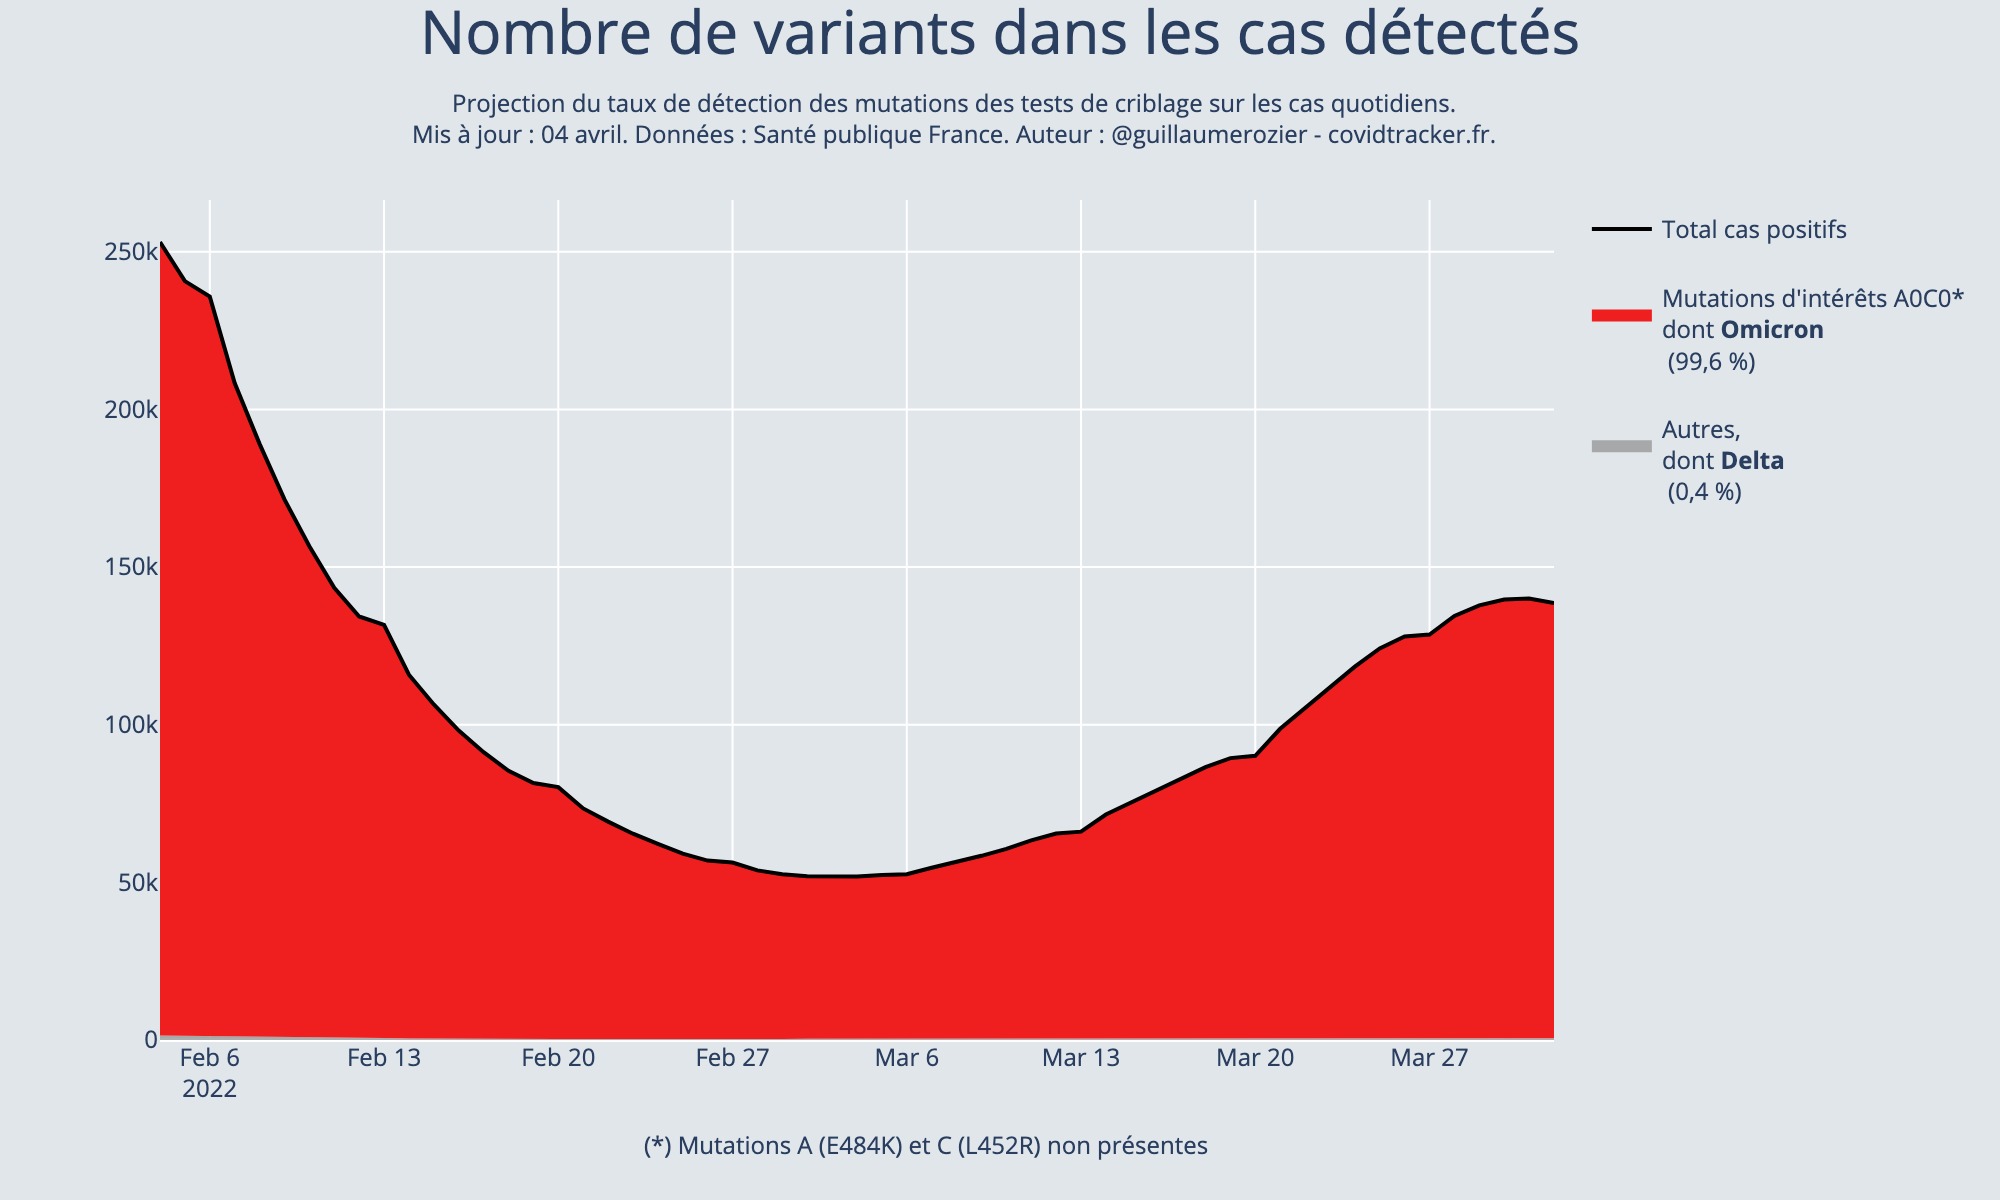 Nombre de variants dans les cas détectés
Projection du taux de détection des mutations des tests de criblage sur les cas quotidiens.
Mis à jour : 04 avril. Données : Santé publique France. Auteur : @guillaumerozier - covidtracker.fr.
250k
200k
150k
100k
50k
0
Feb 6
2022
Feb 13
Feb 20
Feb 27
Mar 6
Mar 13
Mar 20
Mar 27
Total cas positifs
Mutations d'intérêts A0C0*
dont Omicron
(99,6 %)
Autres,
dont Delta
(0,4 %)
(*) Mutations A (E484K) et C (L452R) non présentes